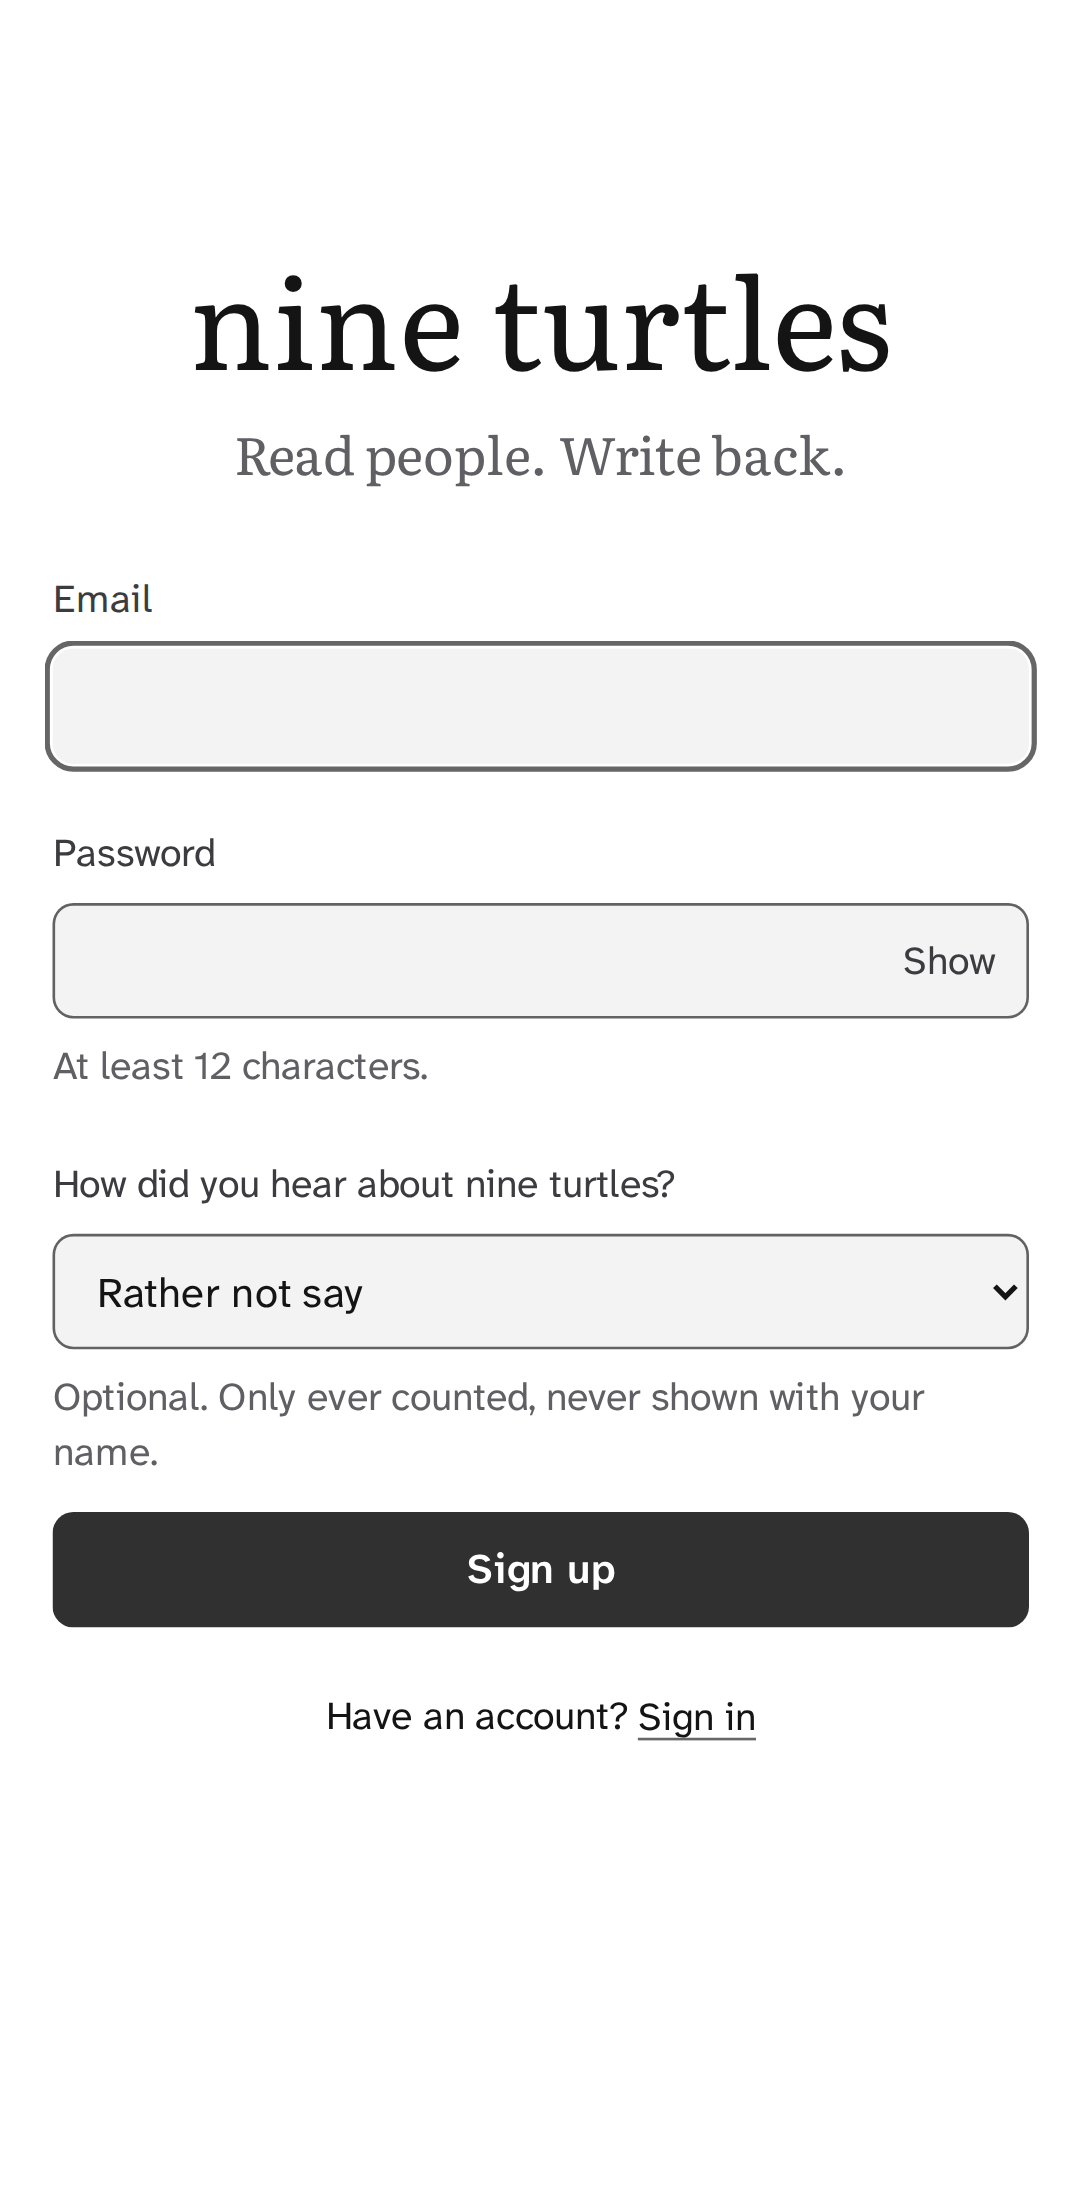 nine turtles
Read people. Write back.
Email
Password
Show
At least 12 characters.
How did you hear about nine turtles?
Rather not say
Optional. Only ever counted, never shown with your
name.
Sign up
Have an account? Sign in